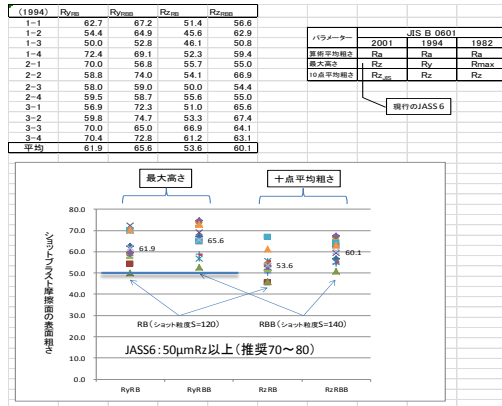 (1994) RyRB RyRBB RzRB RzRBB
1-1 62.7 67.2 51.4 56.6
1-2 54.4 64.9 45.6 62.9
1-3 50.0 52.8 46.1 50.8
1-4 72.4 69.1 52.3 59.4
2-1 70.0 56.8 55.7 55.0
2-2 58.8 74.0 54.1 66.9
2-3 58.0 59.0 50.0 54.4
2-4 59.5 58.7 55.6 55.0
3-1 56.9 72.3 51.0 65.6
3-2 59.8 74.7 53.3 67.4
3-3 70.0 65.0 66.9 64.1
3-4 70.4 72.8 61.2 63.1
平均 61.9 65.6 53.6 60.1
パラメーター JIS B 0601
2001 1994 1982
算術平均粗さ Ra Ra Ra
最大高さ Rz Ry Rmax
10点平均粗さ RzJIS Rz Rz
現行のJASS6
最大高さ 十点平均粗さ
ショットブラスト摩擦面の表面粗さ
80.0
70.0
60.0
50.0
40.0
30.0
20.0
10.0
0.0
61.9
65.6
53.6
60.1
RB(ショット粒度S=120) RBB(ショット粒度S=140)
JASS6:50μmRz以上(推奨70~80)
RyRB RyRBB RzRB RzRBB